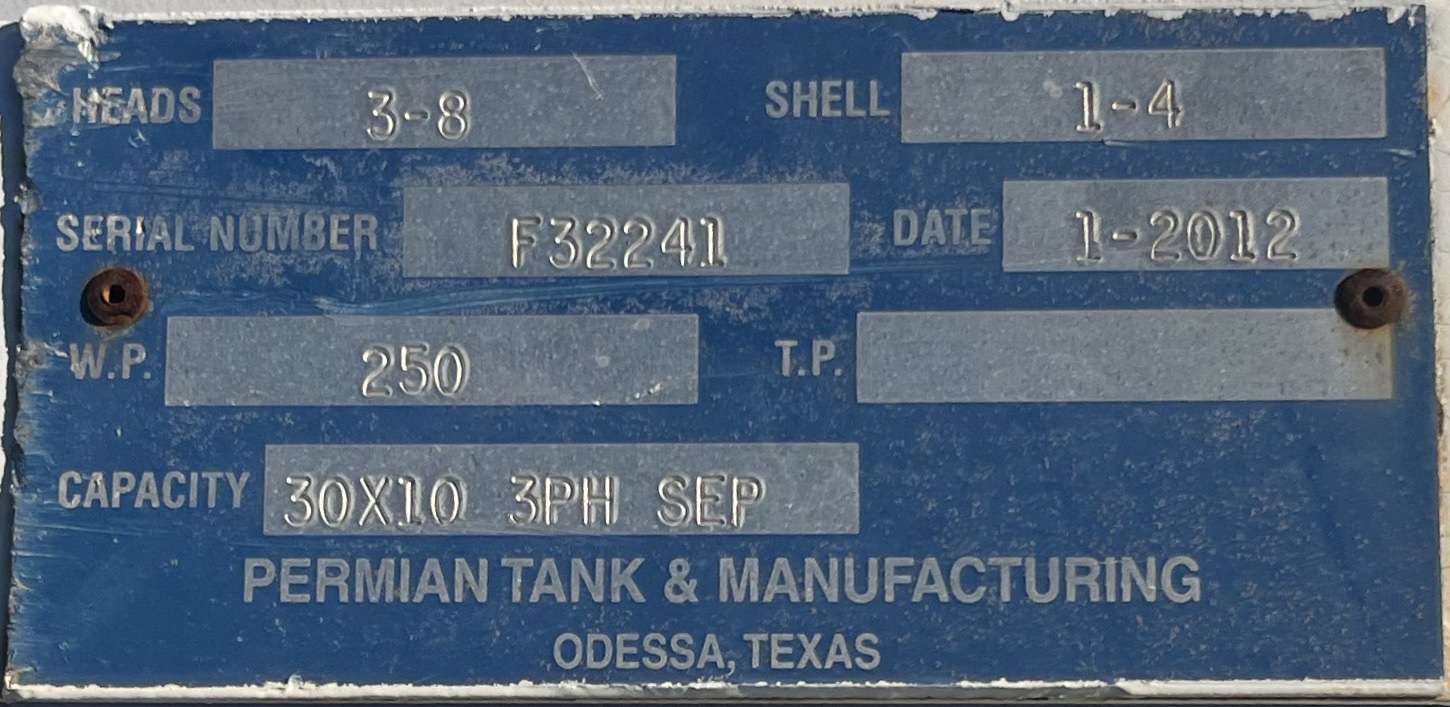 HEADS 3-8 SHELL 1-4
SERIAL NUMBER F32241 DATE 1-2012
W.P. 250 T.P.
CAPACITY 30X10 3PH SEP
PERMIAN TANK & MANUFACTURING
ODESSA, TEXAS